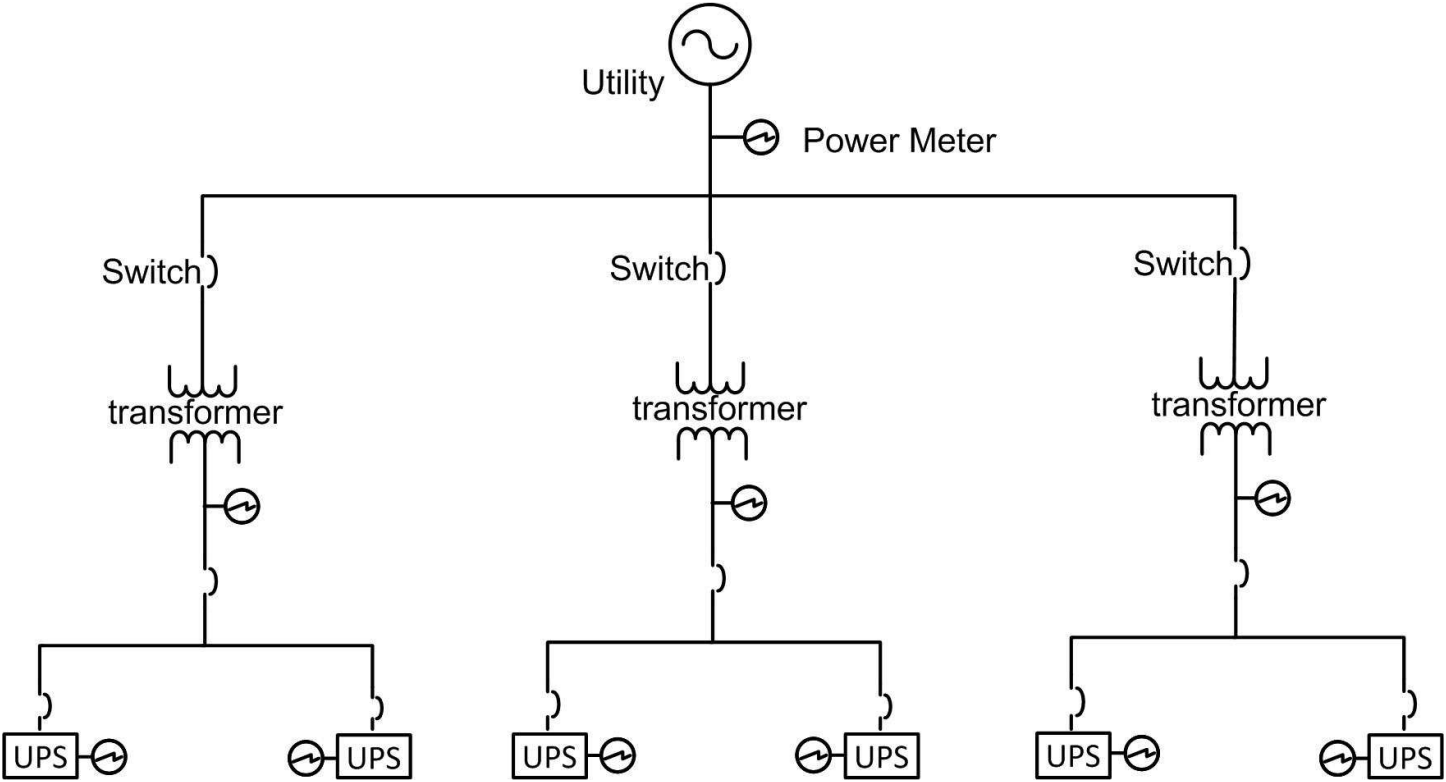 Utility
Power Meter
Switch
Switch
Switch
transformer
transformer
transformer
UPS
UPS
UPS
UPS
UPS
UPS